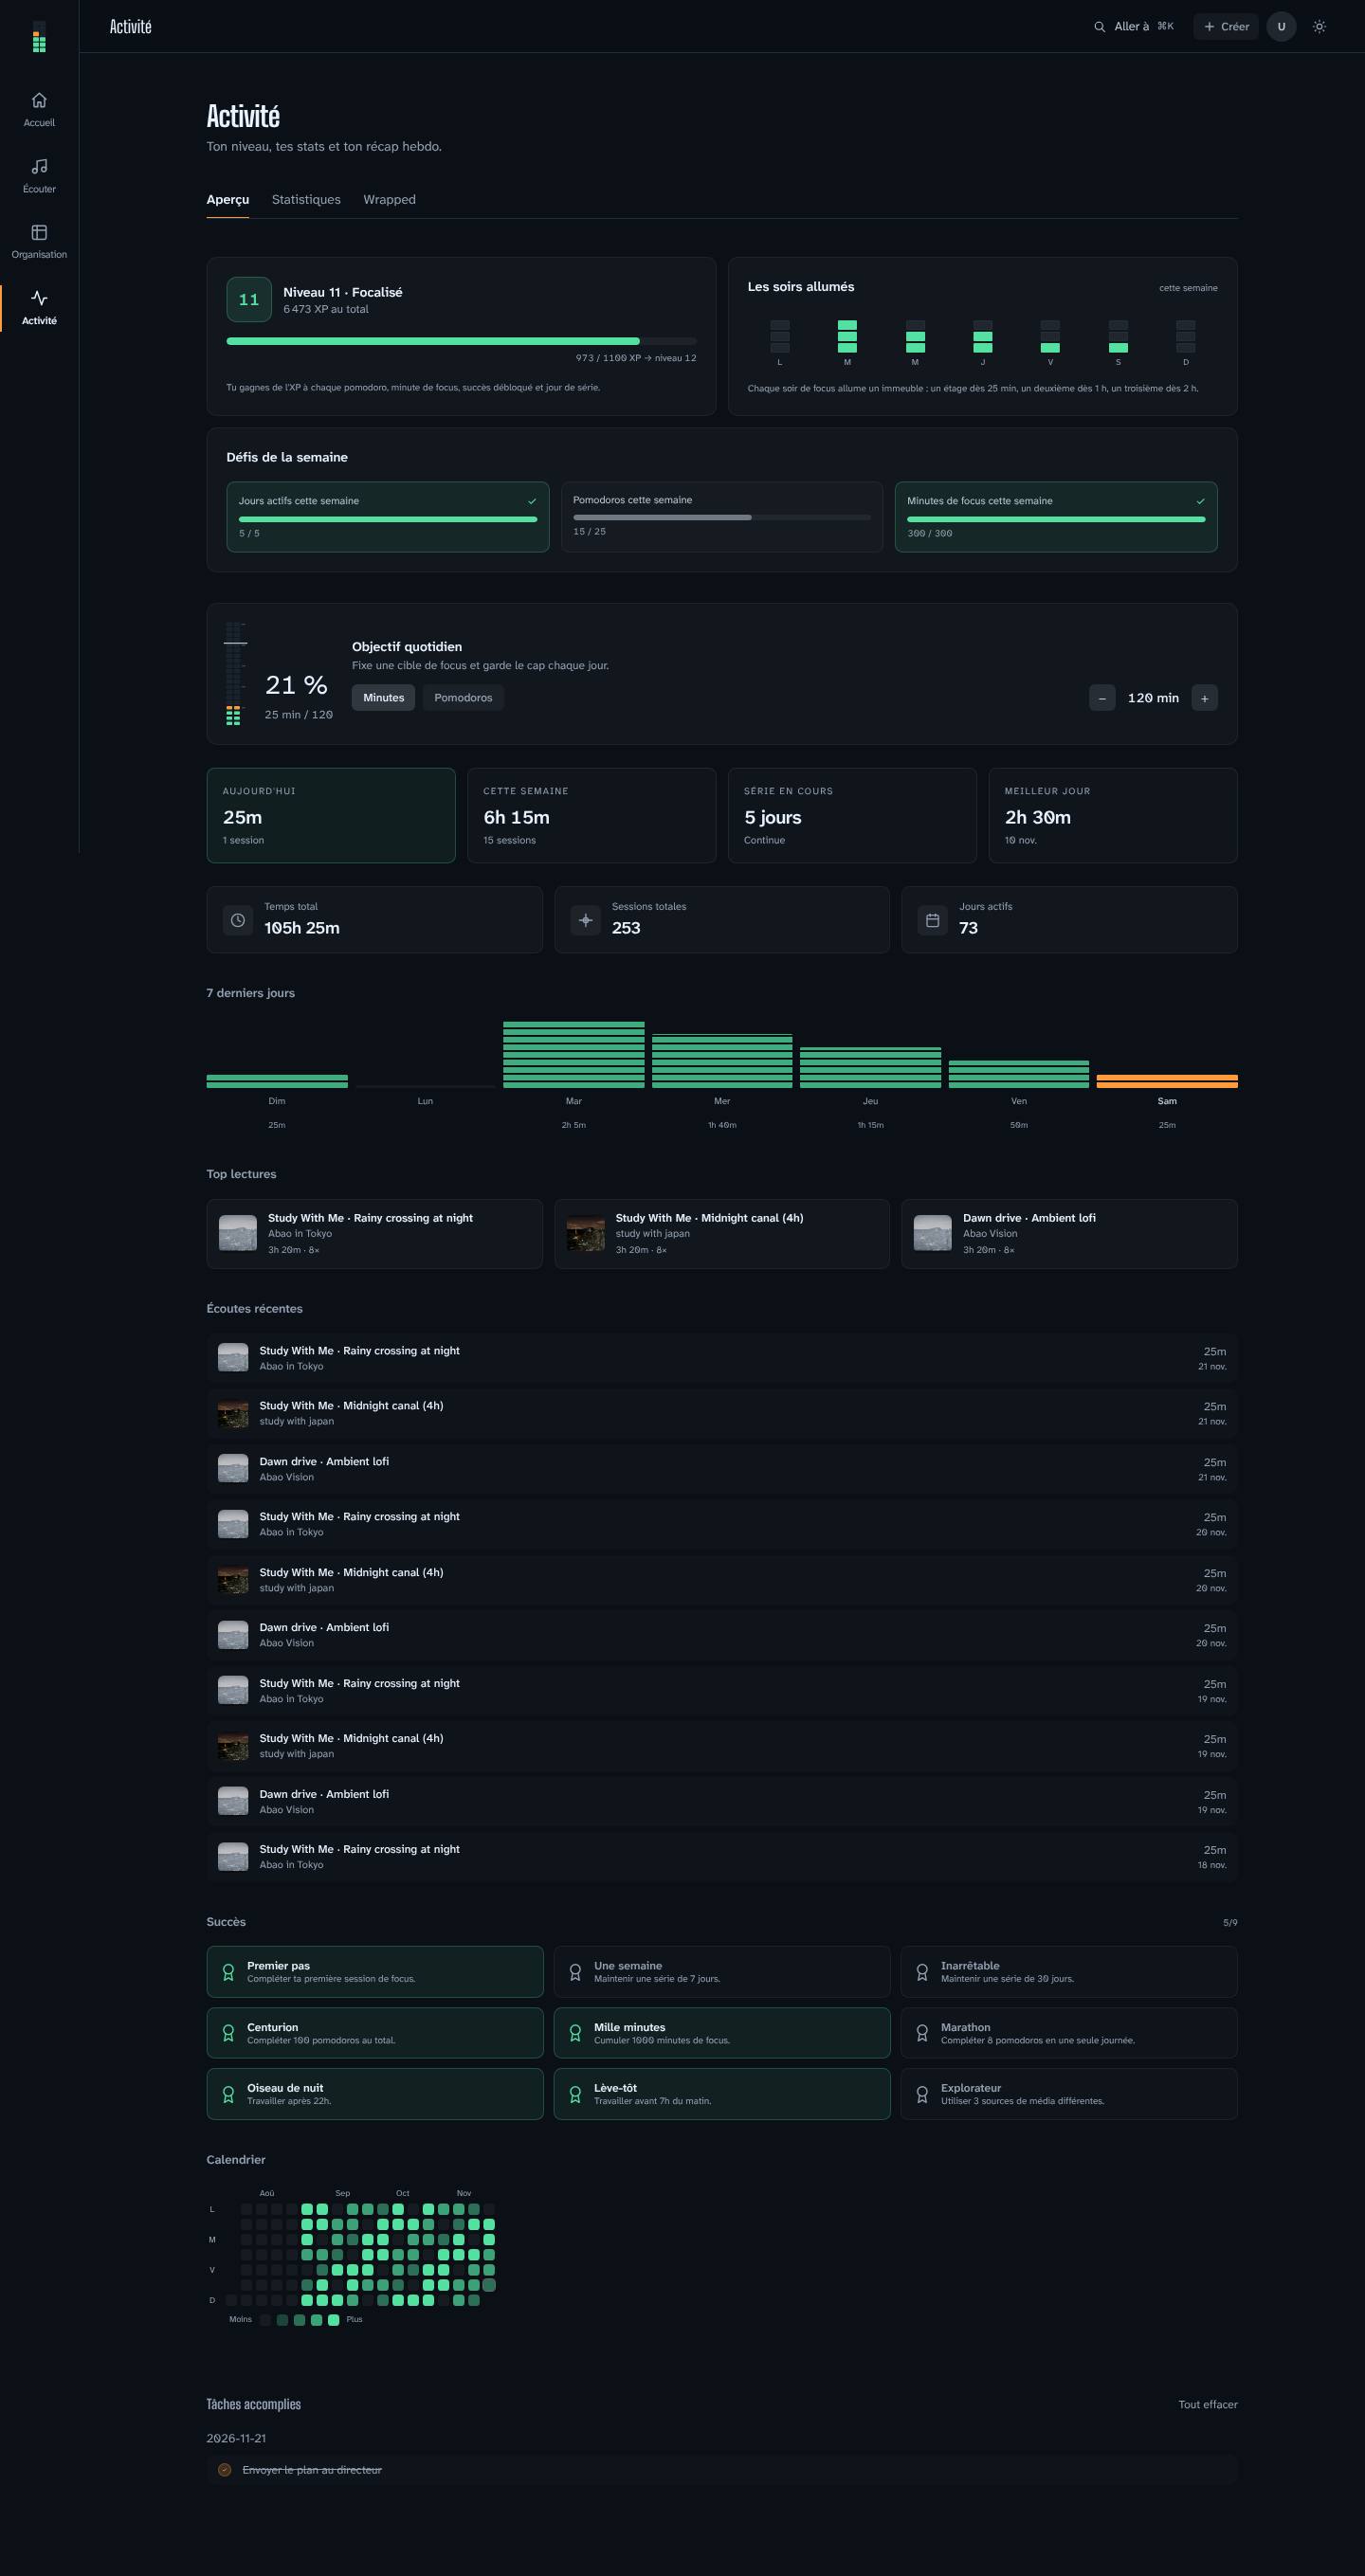 Activité
Aller à ⌘K
Créer
U
Accueil
Écouter
Organisation
Activité
Activité
Ton niveau, tes stats et ton récap hebdo.
Aperçu
Statistiques
Wrapped
11
Niveau 11 · Focalisé
6 473 XP au total
973 / 1100 XP → niveau 12
Tu gagnes de l'XP à chaque pomodoro, minute de focus, succès débloqué et jour de série.
Les soirs allumés
cette semaine
L M M J V S D
Chaque soir de focus allume un immeuble : un étage dès 25 min, un deuxième dès 1 h, un troisième dès 2 h.
Défis de la semaine
Jours actifs cette semaine
5 / 5
Pomodoros cette semaine
15 / 25
Minutes de focus cette semaine
300 / 300
21 %
25 min / 120
Objectif quotidien
Fixe une cible de focus et garde le cap chaque jour.
Minutes
Pomodoros
− 120 min +
AUJOURD'HUI
25m
1 session
CETTE SEMAINE
6h 15m
15 sessions
SÉRIE EN COURS
5 jours
Continue
MEILLEUR JOUR
2h 30m
10 nov.
Temps total
105h 25m
Sessions totales
253
Jours actifs
73
7 derniers jours
Dim Lun Mar Mer Jeu Ven Sam
25m 2h 5m 1h 40m 1h 15m 50m 25m
Top lectures
Study With Me · Rainy crossing at night
Abao in Tokyo
3h 20m · 8×
Study With Me · Midnight canal (4h)
study with japan
3h 20m · 8×
Dawn drive · Ambient lofi
Abao Vision
3h 20m · 8×
Écoutes récentes
Study With Me · Rainy crossing at night
Abao in Tokyo
25m
21 nov.
Study With Me · Midnight canal (4h)
study with japan
25m
21 nov.
Dawn drive · Ambient lofi
Abao Vision
25m
21 nov.
Study With Me · Rainy crossing at night
Abao in Tokyo
25m
20 nov.
Study With Me · Midnight canal (4h)
study with japan
25m
20 nov.
Dawn drive · Ambient lofi
Abao Vision
25m
20 nov.
Study With Me · Rainy crossing at night
Abao in Tokyo
25m
19 nov.
Study With Me · Midnight canal (4h)
study with japan
25m
19 nov.
Dawn drive · Ambient lofi
Abao Vision
25m
19 nov.
Study With Me · Rainy crossing at night
Abao in Tokyo
25m
18 nov.
Succès
5/9
Premier pas
Compléter ta première session de focus.
Une semaine
Maintenir une série de 7 jours.
Inarrêtable
Maintenir une série de 30 jours.
Centurion
Compléter 100 pomodoros au total.
Mille minutes
Cumuler 1000 minutes de focus.
Marathon
Compléter 8 pomodoros en une seule journée.
Oiseau de nuit
Travailler après 22h.
Lève-tôt
Travailler avant 7h du matin.
Explorateur
Utiliser 3 sources de média différentes.
Calendrier
Aoû Sep Oct Nov
L
M
V
D
Moins
Plus
Tâches accomplies
Tout effacer
2026-11-21
Envoyer le plan au directeur